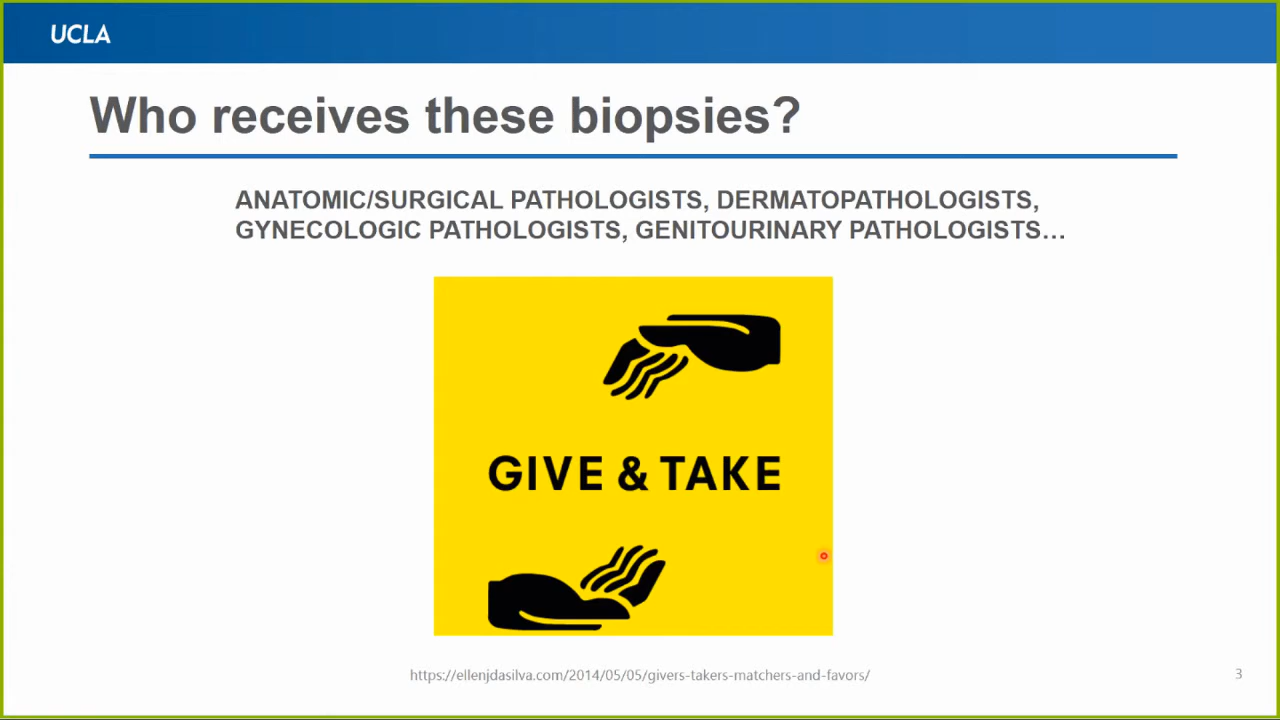 UCLA
Who receives these biopsies?
ANATOMIC/SURGICAL PATHOLOGISTS, DERMATOPATHOLOGISTS,
GYNECOLOGIC PATHOLOGISTS, GENITOURINARY PATHOLOGISTS…
GIVE & TAKE
https://ellenjdasilva.com/2014/05/05/givers-takers-matchers-and-favors/
3